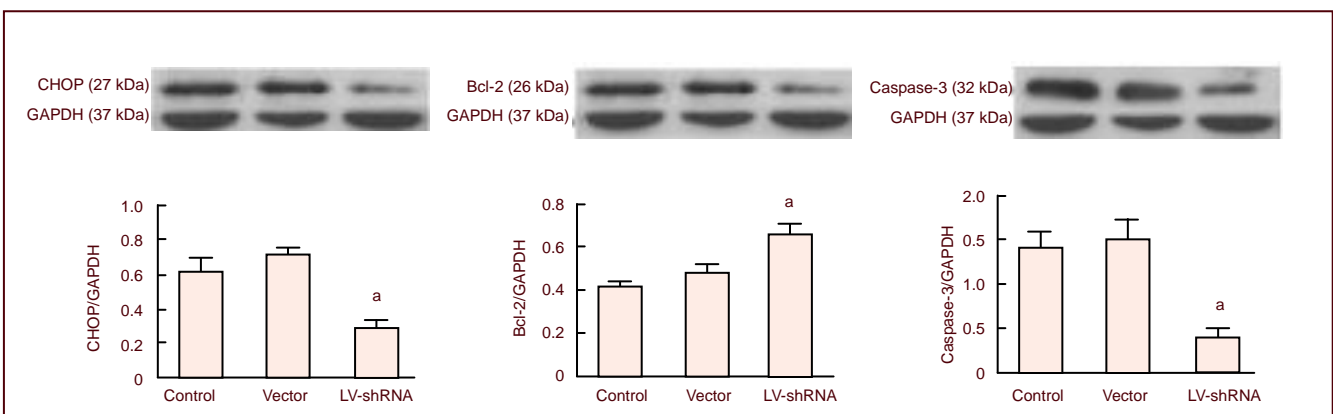 CHOP (27 kDa)
GAPDH (37 kDa)
Bcl-2 (26 kDa)
GAPDH (37 kDa)
Caspase-3 (32 kDa)
GAPDH (37 kDa)
CHOP/GAPDH
1.0
0.8
0.6
0.4
0.2
0
a
Control Vector LV-shRNA
Bcl-2/GAPDH
0.8
0.6
0.4
0.2
0
a
Control Vector LV-shRNA
Caspase-3/GAPDH
2.0
0.5
1.0
0.5
0
a
Control Vector LV-shRNA